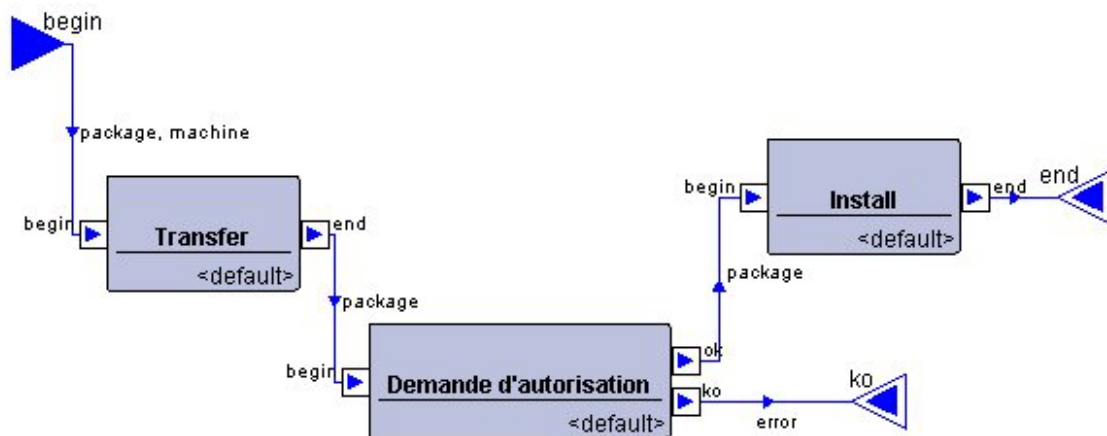 begin
package, machine
begin
Transfer
end
<default>
package
begin
Demande d'autorisation
ok
ko
<default>
package
begin
Install
end
<default>
end
error
ko